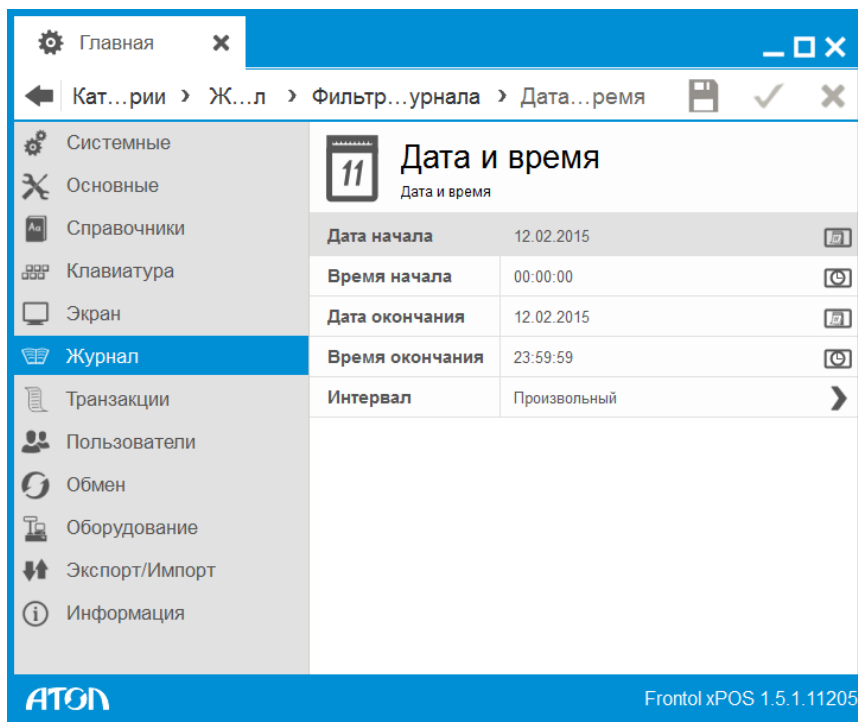 Главная
Кат...рии › Ж...л › Фильтр...урнала › Дата...ремя
Системные
Основные
Справочники
Клавиатура
Экран
Журнал
Транзакции
Пользователи
Обмен
Оборудование
Экспорт/Импорт
Информация
11
Дата и время
Дата и время
Дата начала 12.02.2015
Время начала 00:00:00
Дата окончания 12.02.2015
Время окончания 23:59:59
Интервал Произвольный
АТОЛ
Frontol xPOS 1.5.1.11205